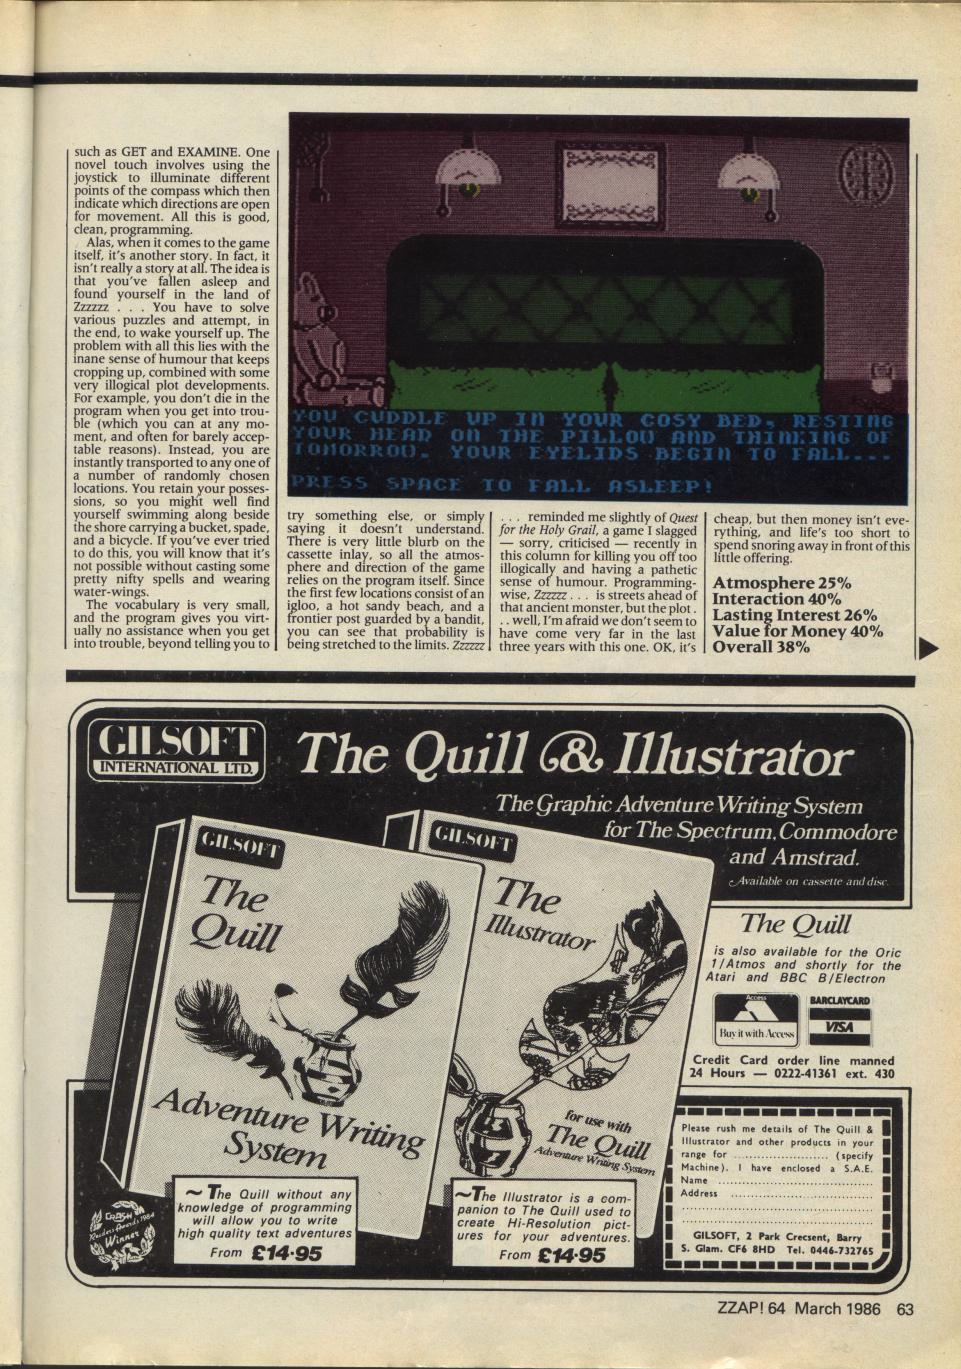 such as GET and EXAMINE. One
novel touch involves using the
joystick to illuminate different
points of the compass which then
indicate which directions are open
for movement. All this is good,
clean, programming.
Alas, when it comes to the game
itself, it's another story. In fact, it
isn't really a story at all. The idea is
that you've fallen asleep and
found yourself in the land of
Zzzzzz . . . You have to solve
various puzzles and attempt, in
the end, to wake yourself up. The
problem with all this lies with the
inane sense of humour that keeps
cropping up, combined with some
very illogical plot developments.
For example, you don't die in the
program when you get into trou-
ble (which you can at any mo-
ment, and often for barely accep-
table reasons). Instead, you are
instantly transported to any one of
a number of randomly chosen
locations. You retain your posses-
sions, so you might well find
yourself swimming along beside
the shore carrying a bucket, spade,
and a bicycle. If you've ever tried
to do this, you will know that it's
not possible without casting some
pretty nifty spells and wearing
water-wings.
The vocabulary is very small,
and the program gives you virt-
ually no assistance when you get
into trouble, beyond telling you to
YOU CUDDLE UP IN YOUR COSY BED, RESTING
YOUR HEAD ON THE PILLOW AND THINKING OF
TOMORROW. YOUR EYELIDS BEGIN TO FALL...
PRESS SPACE TO FALL ASLEEP!
try something else, or simply
saying it doesn't understand.
There is very little blurb on the
cassette inlay, so all the atmos-
phere and direction of the game
relies on the program itself. Since
the first few locations consist of an
igloo, a hot sandy beach, and a
frontier post guarded by a bandit,
you can see that probability is
being stretched to the limits. Zzzzzz
. . . reminded me slightly of Quest
for the Holy Grail, a game I slagged
— sorry, criticised — recently in
this column for killing you off too
illogically and having a pathetic
sense of humour. Programming-
wise, Zzzzzz . . . is streets ahead of
that ancient monster, but the plot .
. . well, I'm afraid we don't seem to
have come very far in the last
three years with this one. OK, it's
cheap, but then money isn't eve-
rything, and life's too short to
spend snoring away in front of this
little offering.
Atmosphere 25%
Interaction 40%
Lasting Interest 26%
Value for Money 40%
Overall 38%
GILSOFT
INTERNATIONAL LTD.
The Quill & Illustrator
The Graphic Adventure Writing System
for The Spectrum, Commodore
and Amstrad.
Available on cassette and disc.
GILSOFT
The
Quill
Adventure Writing
System
GILSOFT
The
Illustrator
for use with
The Quill
Adventure Writing System
The Quill
is also available for the Oric
1/Atmos and shortly for the
Atari and BBC B/Electron
Access
Buy it with Access
BARCLAYCARD
VISA
Credit Card order line manned
24 Hours — 0222-41361 ext. 430
~ The Quill without any
knowledge of programming
will allow you to write
high quality text adventures
From £14·95
~ The Illustrator is a com-
panion to The Quill used to
create Hi-Resolution pict-
ures for your adventures.
From £14·95
CRASH
Readers Awards 1984
Winner
Please rush me details of The Quill &
Illustrator and other products in your
range for ........................ (specify
Machine). I have enclosed a S.A.E.
Name ........................................
Address ....................................
GILSOFT, 2 Park Crecsent, Barry
S. Glam. CF6 8HD Tel. 0446-732765
ZZAP! 64 March 1986 63